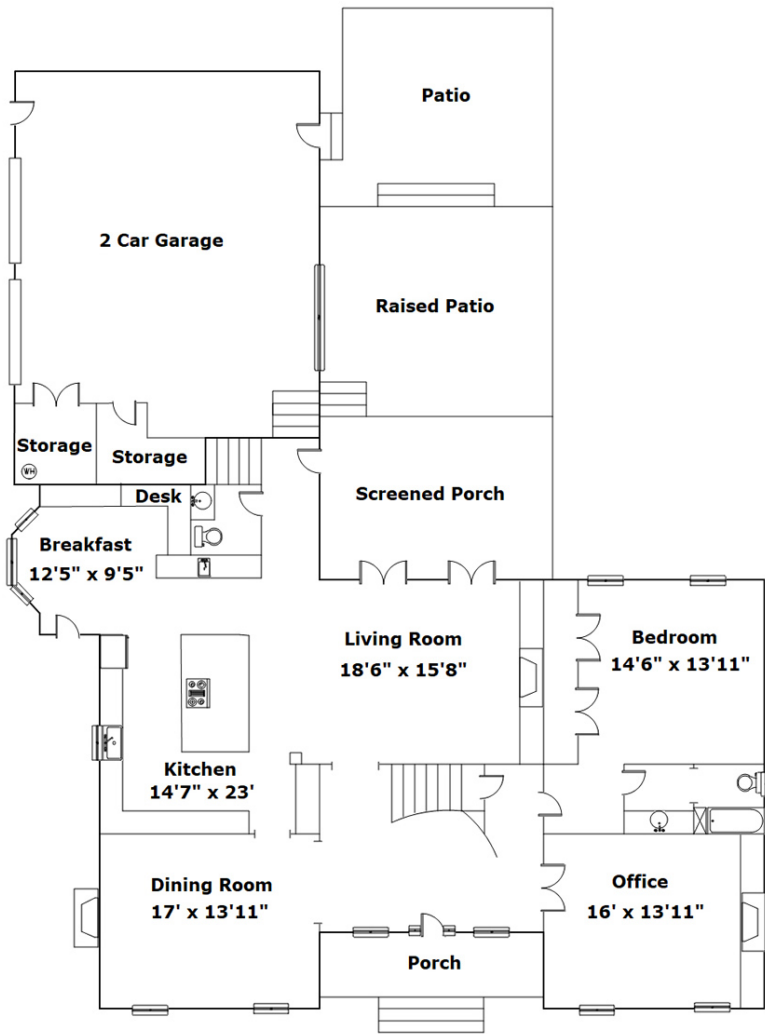 Patio
2 Car Garage
Raised Patio
Storage
Storage
WH
Desk
Screened Porch
Breakfast
12'5" x 9'5"
Living Room
18'6" x 15'8"
Bedroom
14'6" x 13'11"
Kitchen
14'7" x 23'
Dining Room
17' x 13'11"
Office
16' x 13'11"
Porch